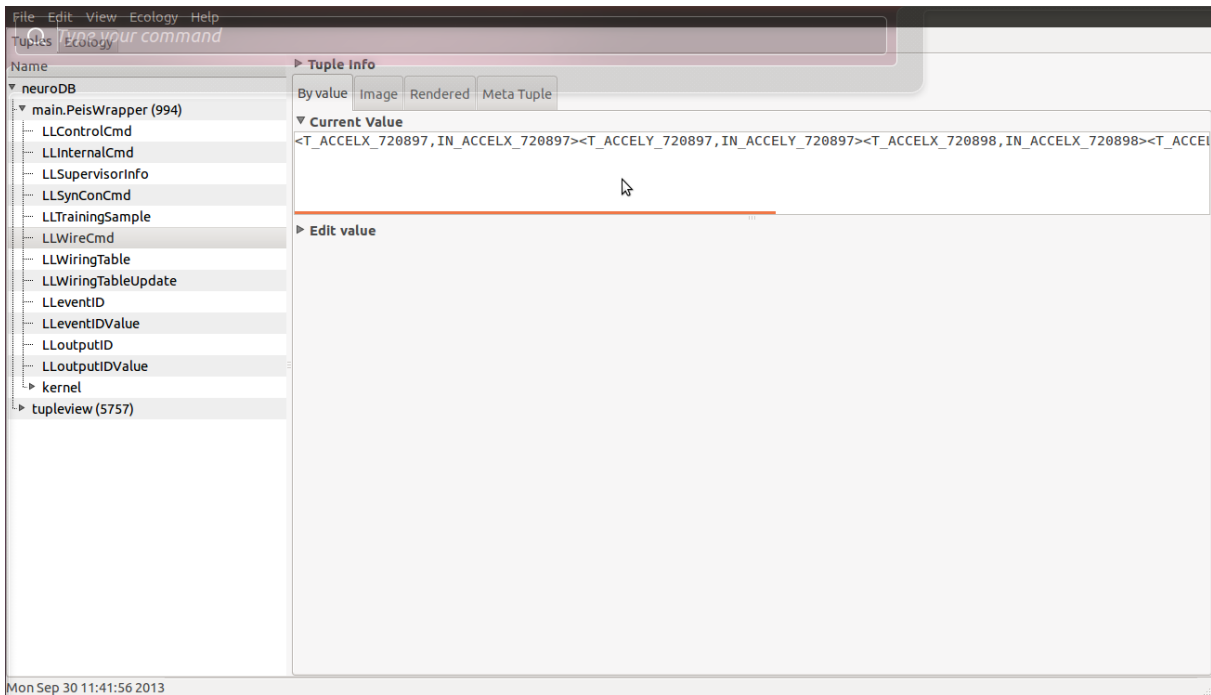 File Edit View Ecology Help
Type your command
Tuples Ecology
Name
neuroDB
main.PeisWrapper (994)
LLControlCmd
LLInternalCmd
LLSupervisorInfo
LLSynConCmd
LLTrainingSample
LLWireCmd
LLWiringTable
LLWiringTableUpdate
LLeventID
LLeventIDValue
LLoutputID
LLoutputIDValue
kernel
tupleview (5757)
Tuple Info
By value Image Rendered Meta Tuple
Current Value
<T_ACCELX_720897,IN_ACCELX_720897><T_ACCELY_720897,IN_ACCELY_720897><T_ACCELX_720898,IN_ACCELX_720898><T_ACCEL
Edit value
Mon Sep 30 11:41:56 2013